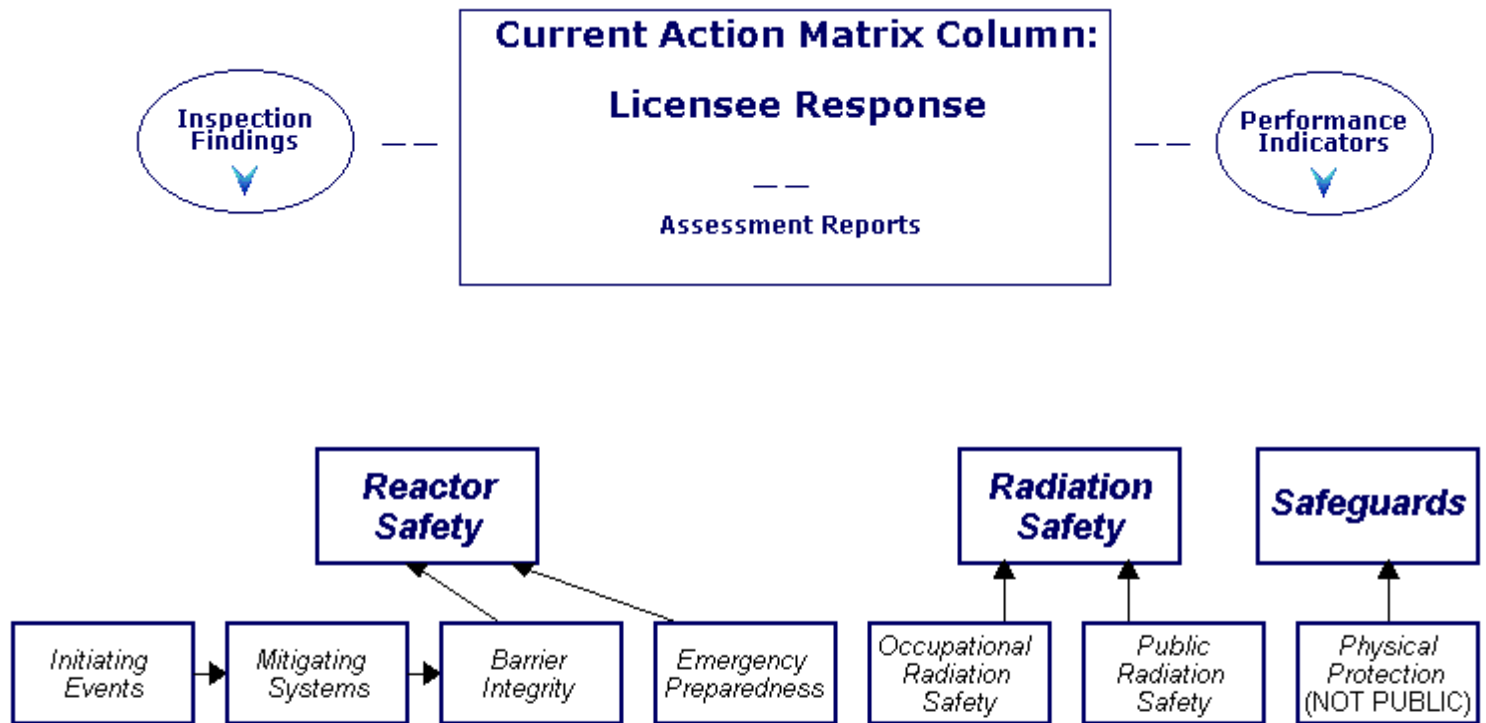 Current Action Matrix Column:
Licensee Response
Inspection
Findings
Performance
Indicators
Assessment Reports
Reactor
Safety
Radiation
Safety
Safeguards
Initiating
Events
Mitigating
Systems
Barrier
Integrity
Emergency
Preparedness
Occupational
Radiation
Safety
Public
Radiation
Safety
Physical
Protection
(NOT PUBLIC)